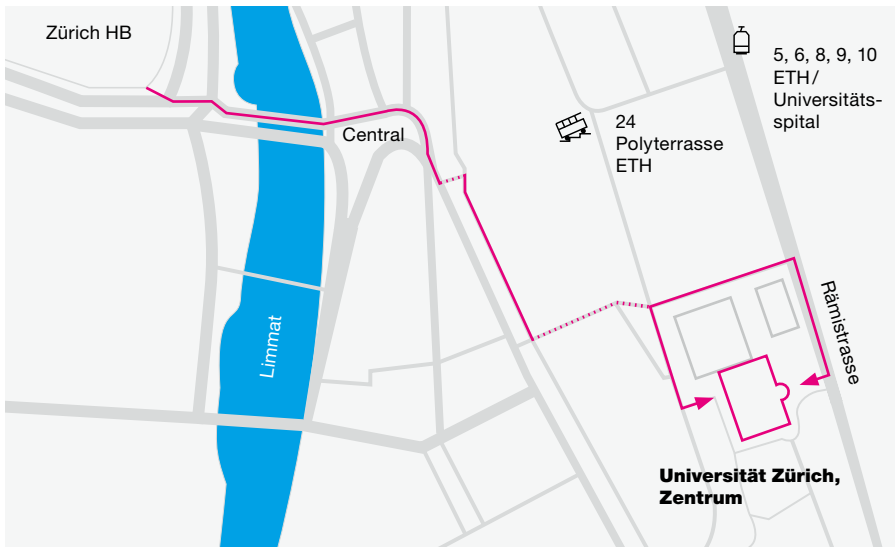 Zürich HB
5, 6, 8, 9, 10
ETH/
Universitäts-
spital
24
Polyterrasse
ETH
Central
Limmat
Rämistrasse
Universität Zürich,
Zentrum